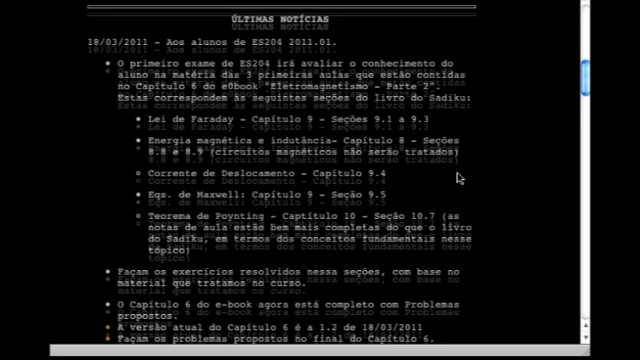 ÚLTIMAS NOTÍCIAS
18/03/2011 - Aos alunos de ES204 2011.01.
O primeiro exame de ES204 irá avaliar o conhecimento do
aluno na matéria das 3 primeiras aulas que estão contidas
no Capítulo 6 do e0book "Eletromagnetismo - Parte 2".
Estas correspondem às seguintes seções do livro do Sadiku:
Lei de Faraday - Capítulo 9 - Seções 9.1 a 9.3
Energia magnética e indutância- Capítulo 8 - Seções
8.8 e 8.9 (circuitos magnéticos não serão tratados)
Corrente de Deslocamento - Capítulo 9.4
Eqs. de Maxwell: Capítulo 9 - Seção 9.5
Teorema de Poynting - Captítulo 10 - Seção 10.7 (as
notas de aula estão bem mais completas do que o livro
do Sadiku, em termos dos conceitos fundamentais nesse
tópico)
Façam os exercícios resolvidos nessa seções, com base no
material que tratamos no curso.
O Capítulo 6 do e-book agora está completo com Problemas
propostos.
A versão atual do Capítulo 6 é a 1.2 de 18/03/2011
Façam os problemas propostos no final do Capítulo 6.